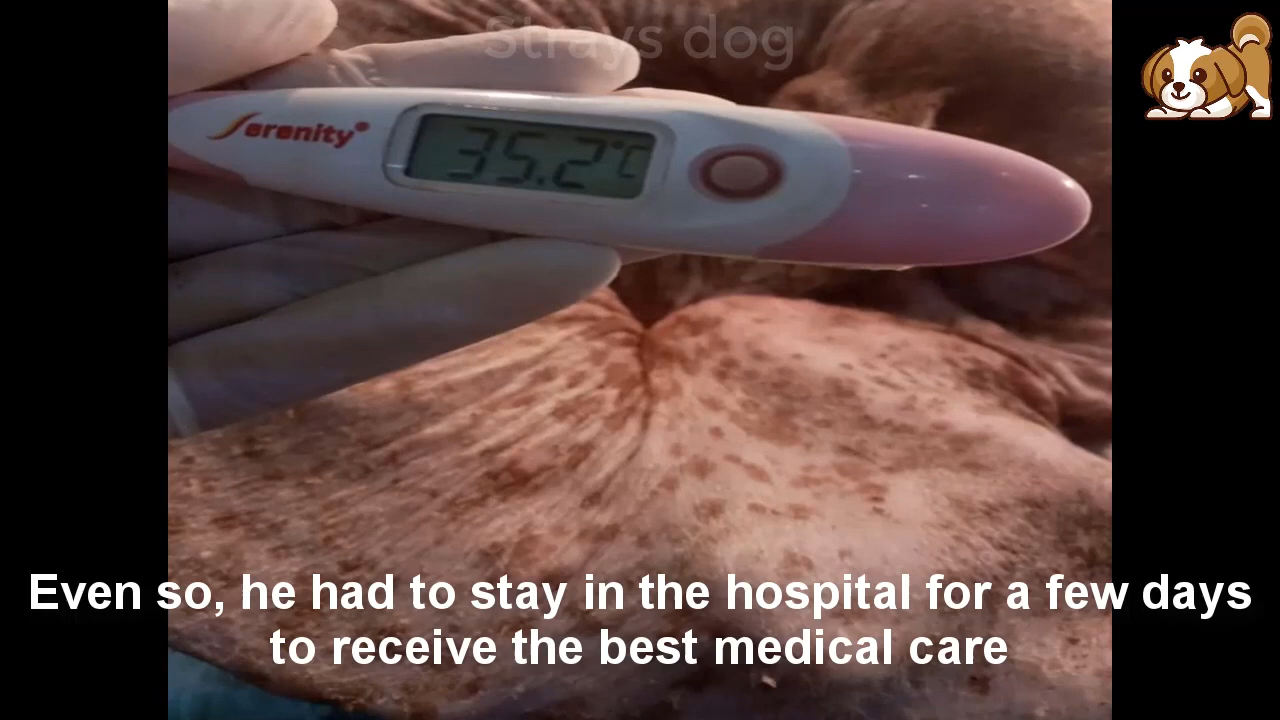 Strays dog
Serenity®
35.2°C
Even so, he had to stay in the hospital for a few days
to receive the best medical care